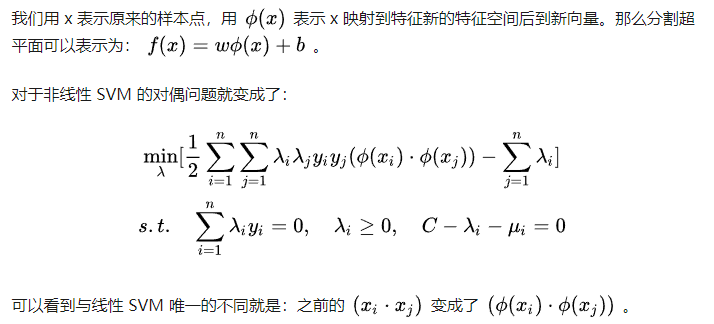 我们用 x 表示原来的样本点，用 $\phi(x)$ 表示 x 映射到特征新的特征空间后到新向量。那么分割超
平面可以表示为： $f(x) = w\phi(x) + b$ 。
对于非线性 SVM 的对偶问题就变成了：
$\min_{\lambda} [\frac{1}{2} \sum_{i=1}^{n} \sum_{j=1}^{n} \lambda_i \lambda_j y_i y_j (\phi(x_i) \cdot \phi(x_j)) - \sum_{j=1}^{n} \lambda_i]$
$s.t. \quad \sum_{i=1}^{n} \lambda_i y_i = 0, \quad \lambda_i \geq 0, \quad C - \lambda_i - \mu_i = 0$
可以看到与线性 SVM 唯一的不同就是：之前的 $(x_i \cdot x_j)$ 变成了 $(\phi(x_i) \cdot \phi(x_j))$ 。